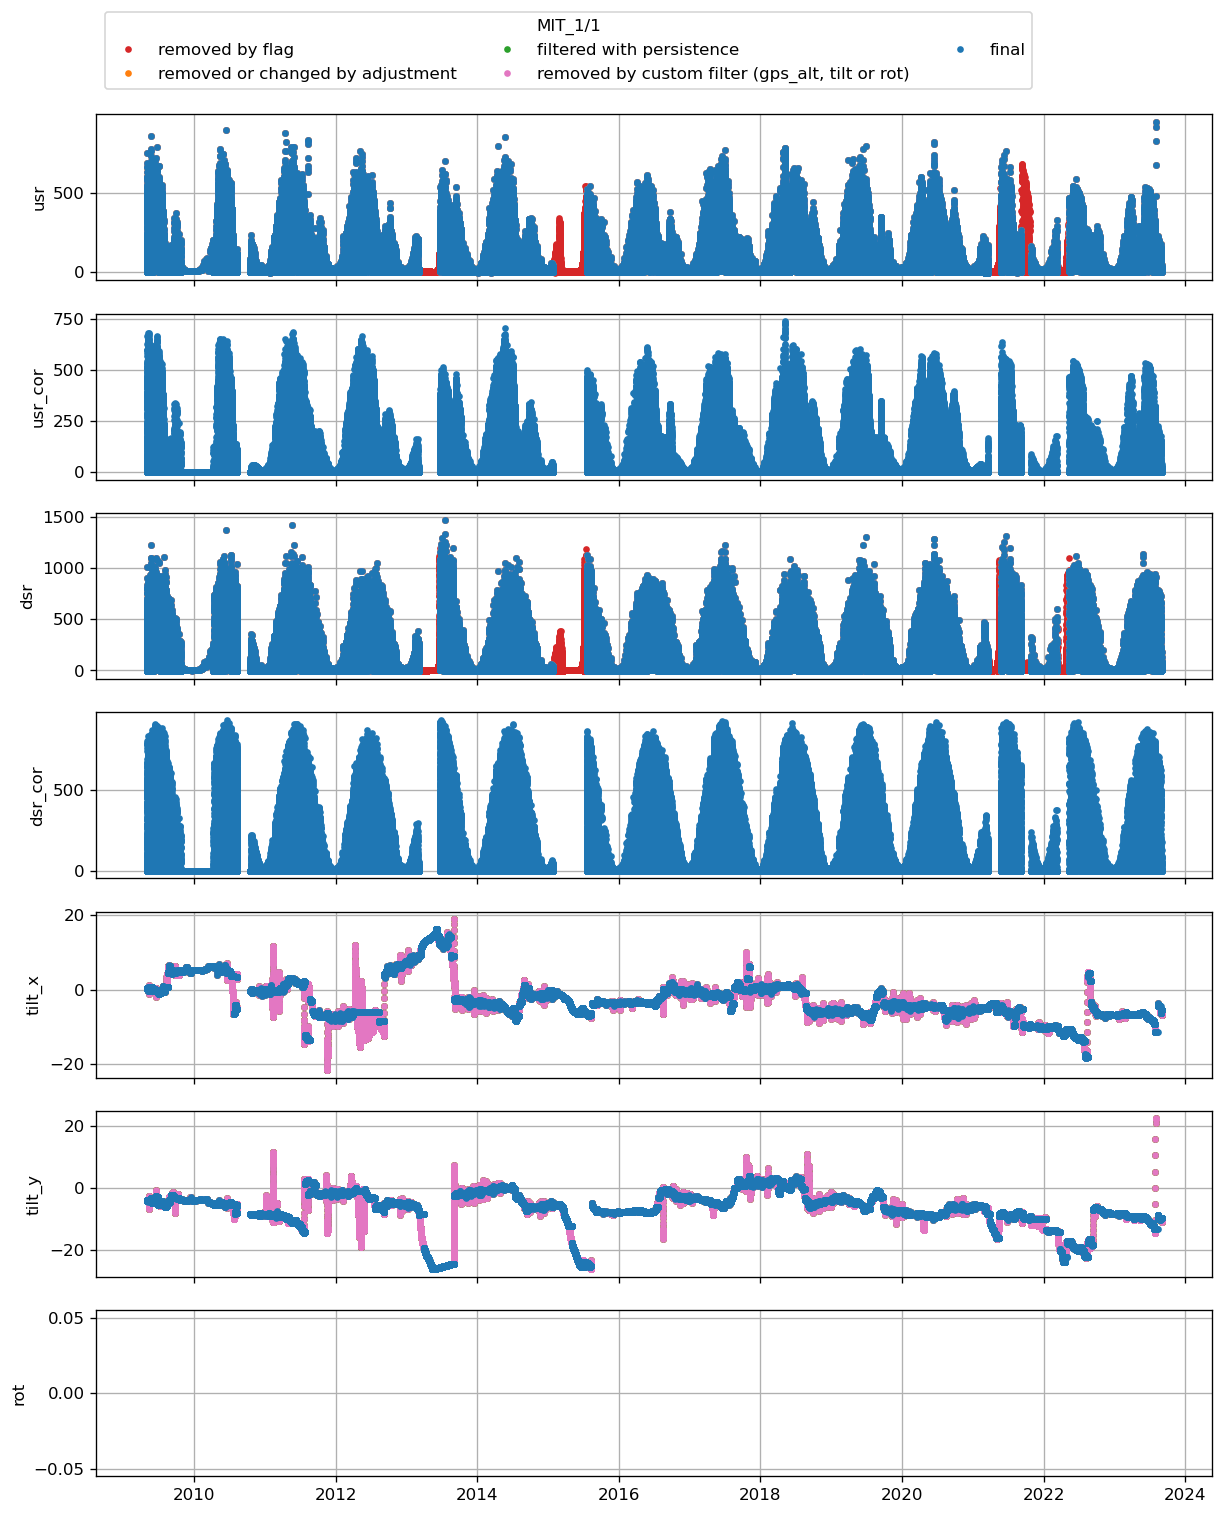 MIT_1/1
removed by flag
filtered with persistence
final
removed or changed by adjustment
removed by custom filter (gps_alt, tilt or rot)
500
0
usr
750
500
250
0
usr_cor
1500
1000
500
0
dsr
500
0
dsr_cor
20
0
−20
tilt_x
20
0
−20
tilt_y
0.05
0.00
−0.05
rot
2010 2012 2014 2016 2018 2020 2022 2024